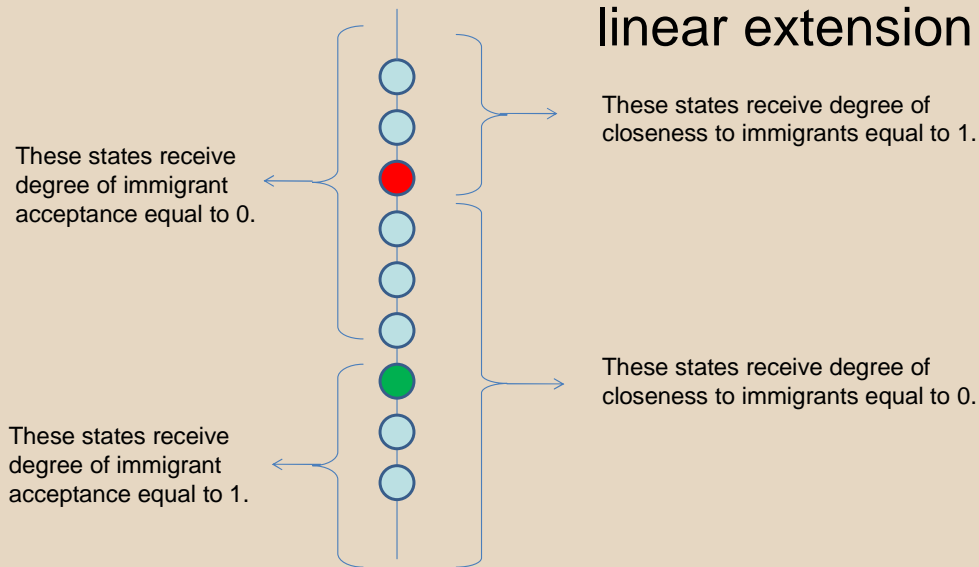 linear extension
These states receive degree of
closeness to immigrants equal to 1.
These states receive
degree of immigrant
acceptance equal to 0.
These states receive degree of
closeness to immigrants equal to 0.
These states receive
degree of immigrant
acceptance equal to 1.